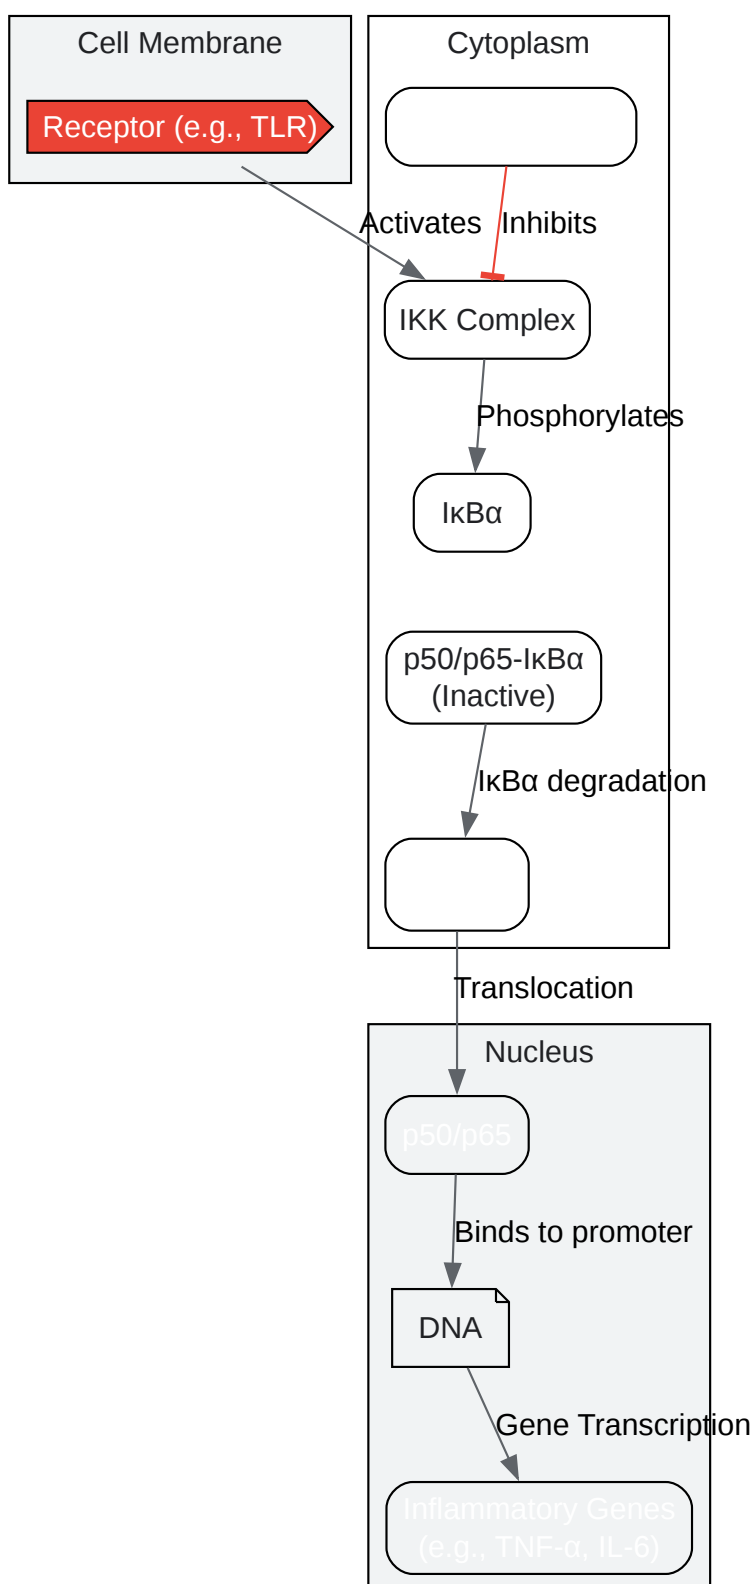 Cell Membrane
Cytoplasm
Receptor (e.g., TLR)
Activates
Inhibits
IKK Complex
Phosphorylates
IκBα
p50/p65-IκBα
(Inactive)
IκBα degradation
Translocation
Nucleus
p50/p65
Binds to promoter
DNA
Gene Transcription
Inflammatory Genes
(e.g., TNF-α, IL-6)